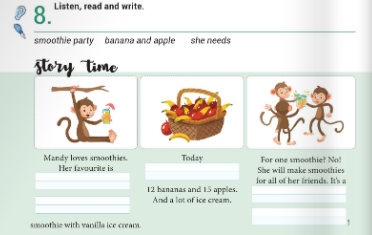 8. Listen, read and write.
smoothie party banana and apple she needs
Story Time
Mandy loves smoothies.
Her favourite is
smoothie with vanilla ice cream.
Today
12 bananas and 15 apples.
And a lot of ice cream.
For one smoothie? No!
She will make smoothies
for all of her friends. It's a
!